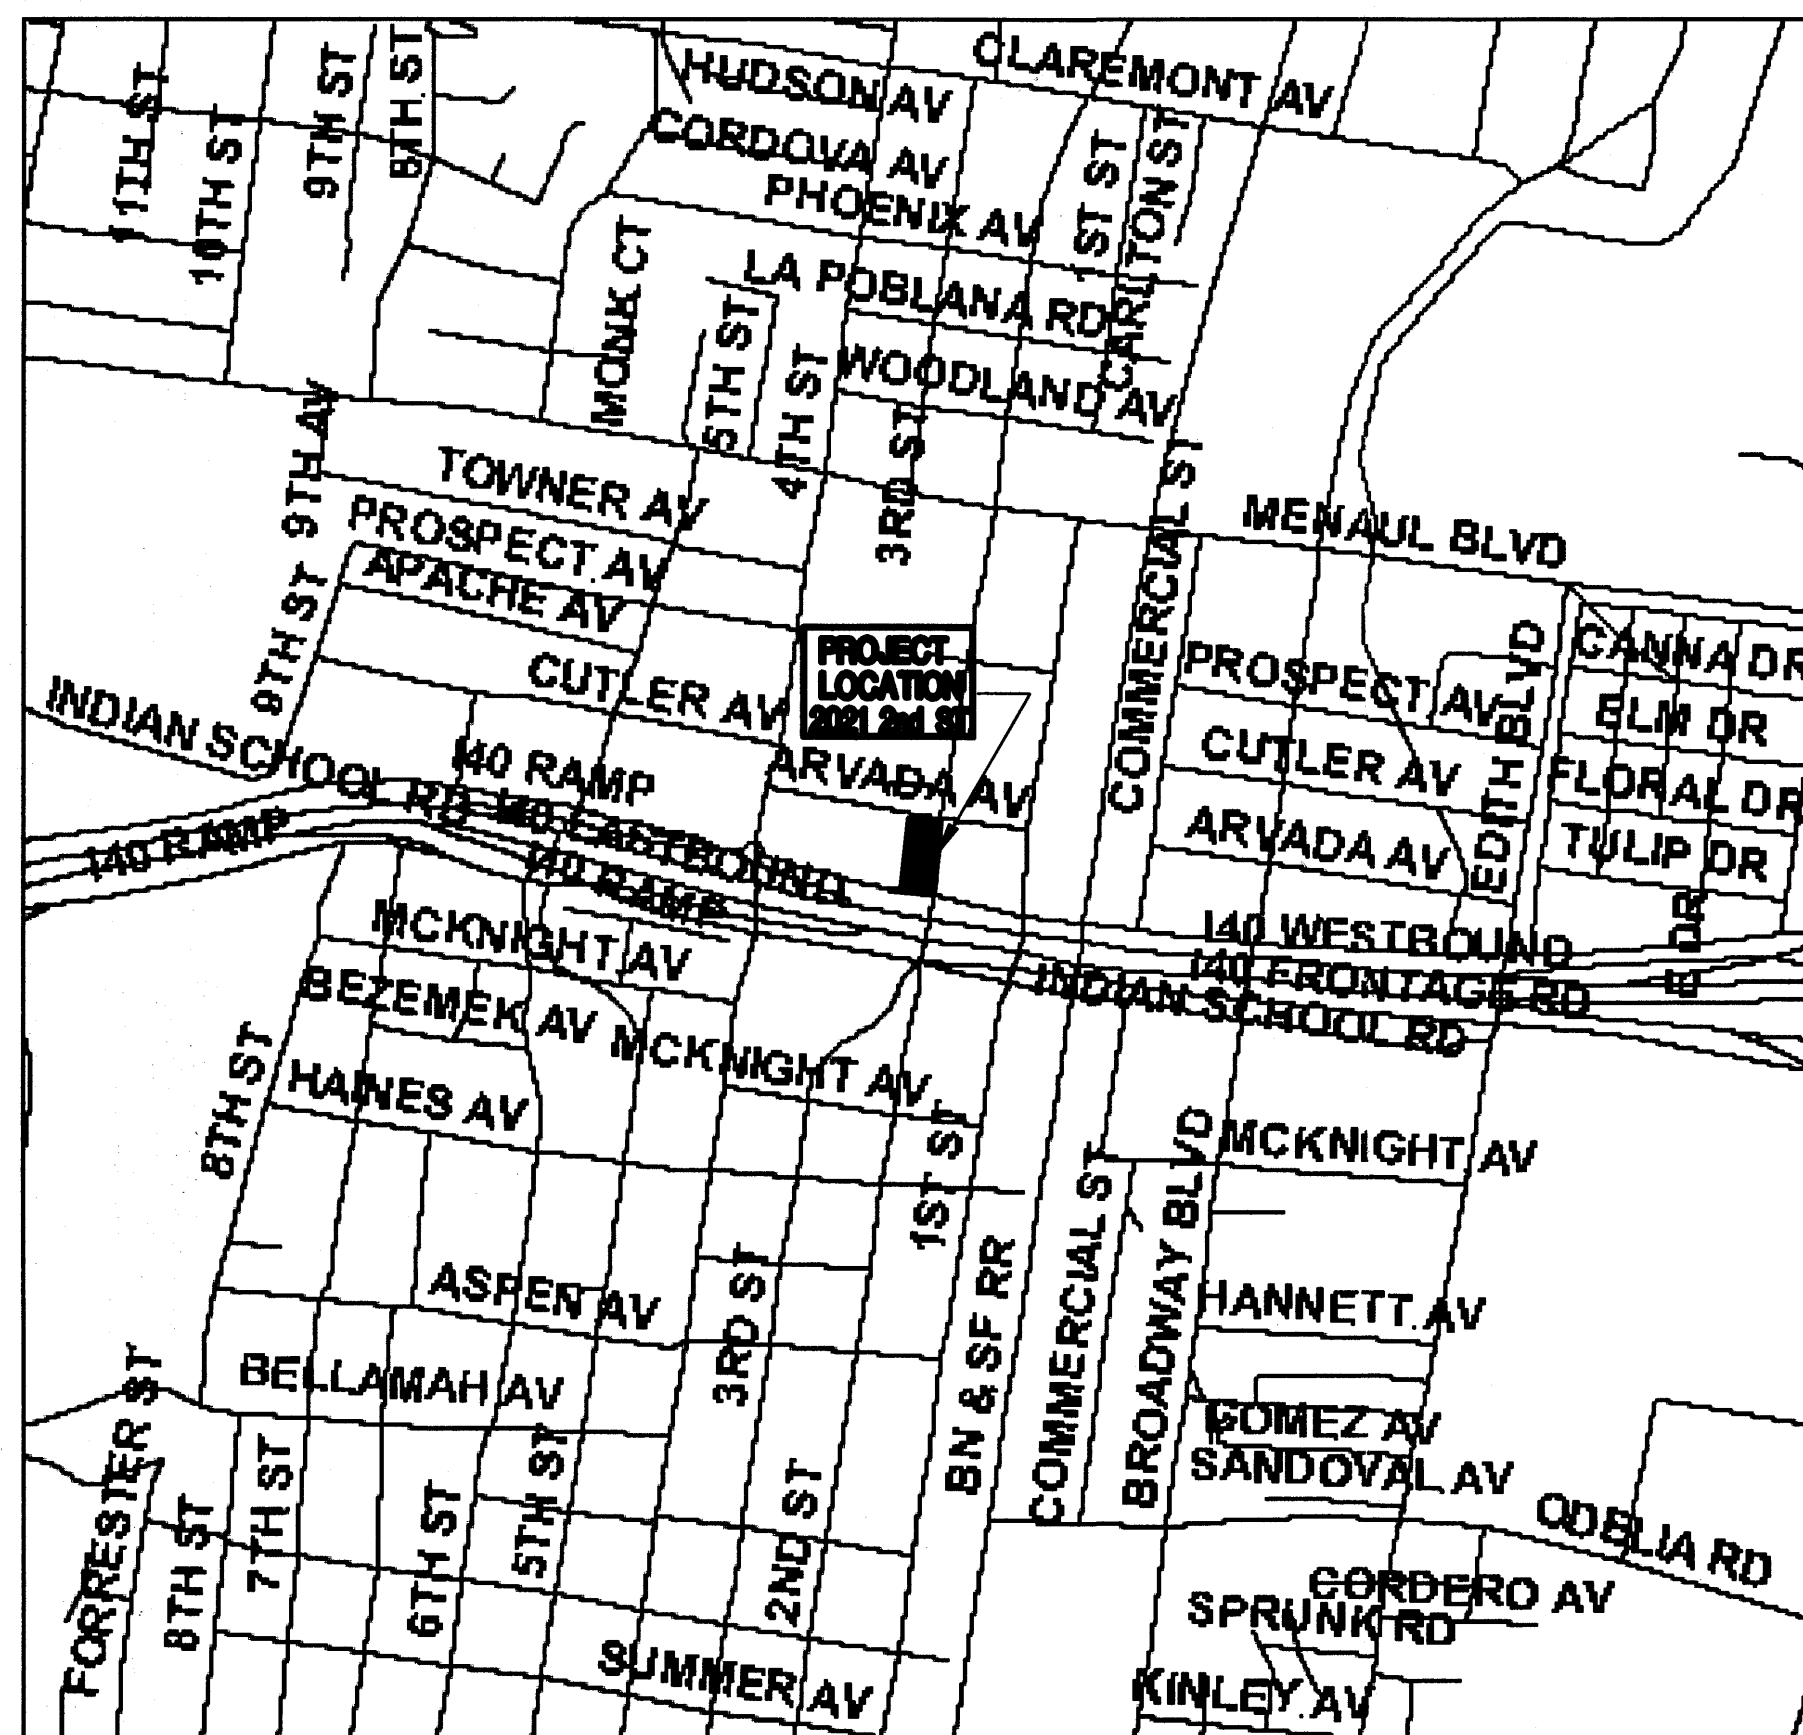 CLAREMONT AV
HUDSON AV
CORDOVA AV
PHOENIX AV
LA POBLANA RD
WOODLAND AV
11TH ST
10TH ST
9TH ST
8TH ST
MONK CT
5TH ST
4TH ST
3RD ST
1ST ST
CARLTON ST
9TH AV
9TH ST
TOWNER AV
PROSPECT AV
APACHE AV
CUTLER AV
MENAUL BLVD
COMMERCIAL ST
PROJECT
LOCATION
2021 2nd ST
PROSPECT AV
CUTLER AV
ARVADA AV
EDITH BLVD
CANNA DR
ELM DR
FLORAL DR
TULIP DR
E DR
INDIAN SCHOOL RD
I40 RAMP
ARVADA AV
I40 RAMP
I40 EASTBOUND
I40 RAMP
I40 WESTBOUND
I40 FRONTAGE RD
INDIAN SCHOOL RD
MCKNIGHT AV
BEZEMEK AV
MCKNIGHT AV
HAINES AV
8TH ST
1ST ST
MCKNIGHT AV
BROADWAY BLVD
COMMERCIAL ST
BN & SF RR
HANNETT AV
ASPEN AV
3RD ST
BELLAMAH AV
GOMEZ AV
SANDOVAL AV
ODELIA RD
FORRESTER ST
8TH ST
7TH ST
6TH ST
5TH ST
2ND ST
CORDERO AV
SPRUNK RD
SUMMER AV
KINLEY AV